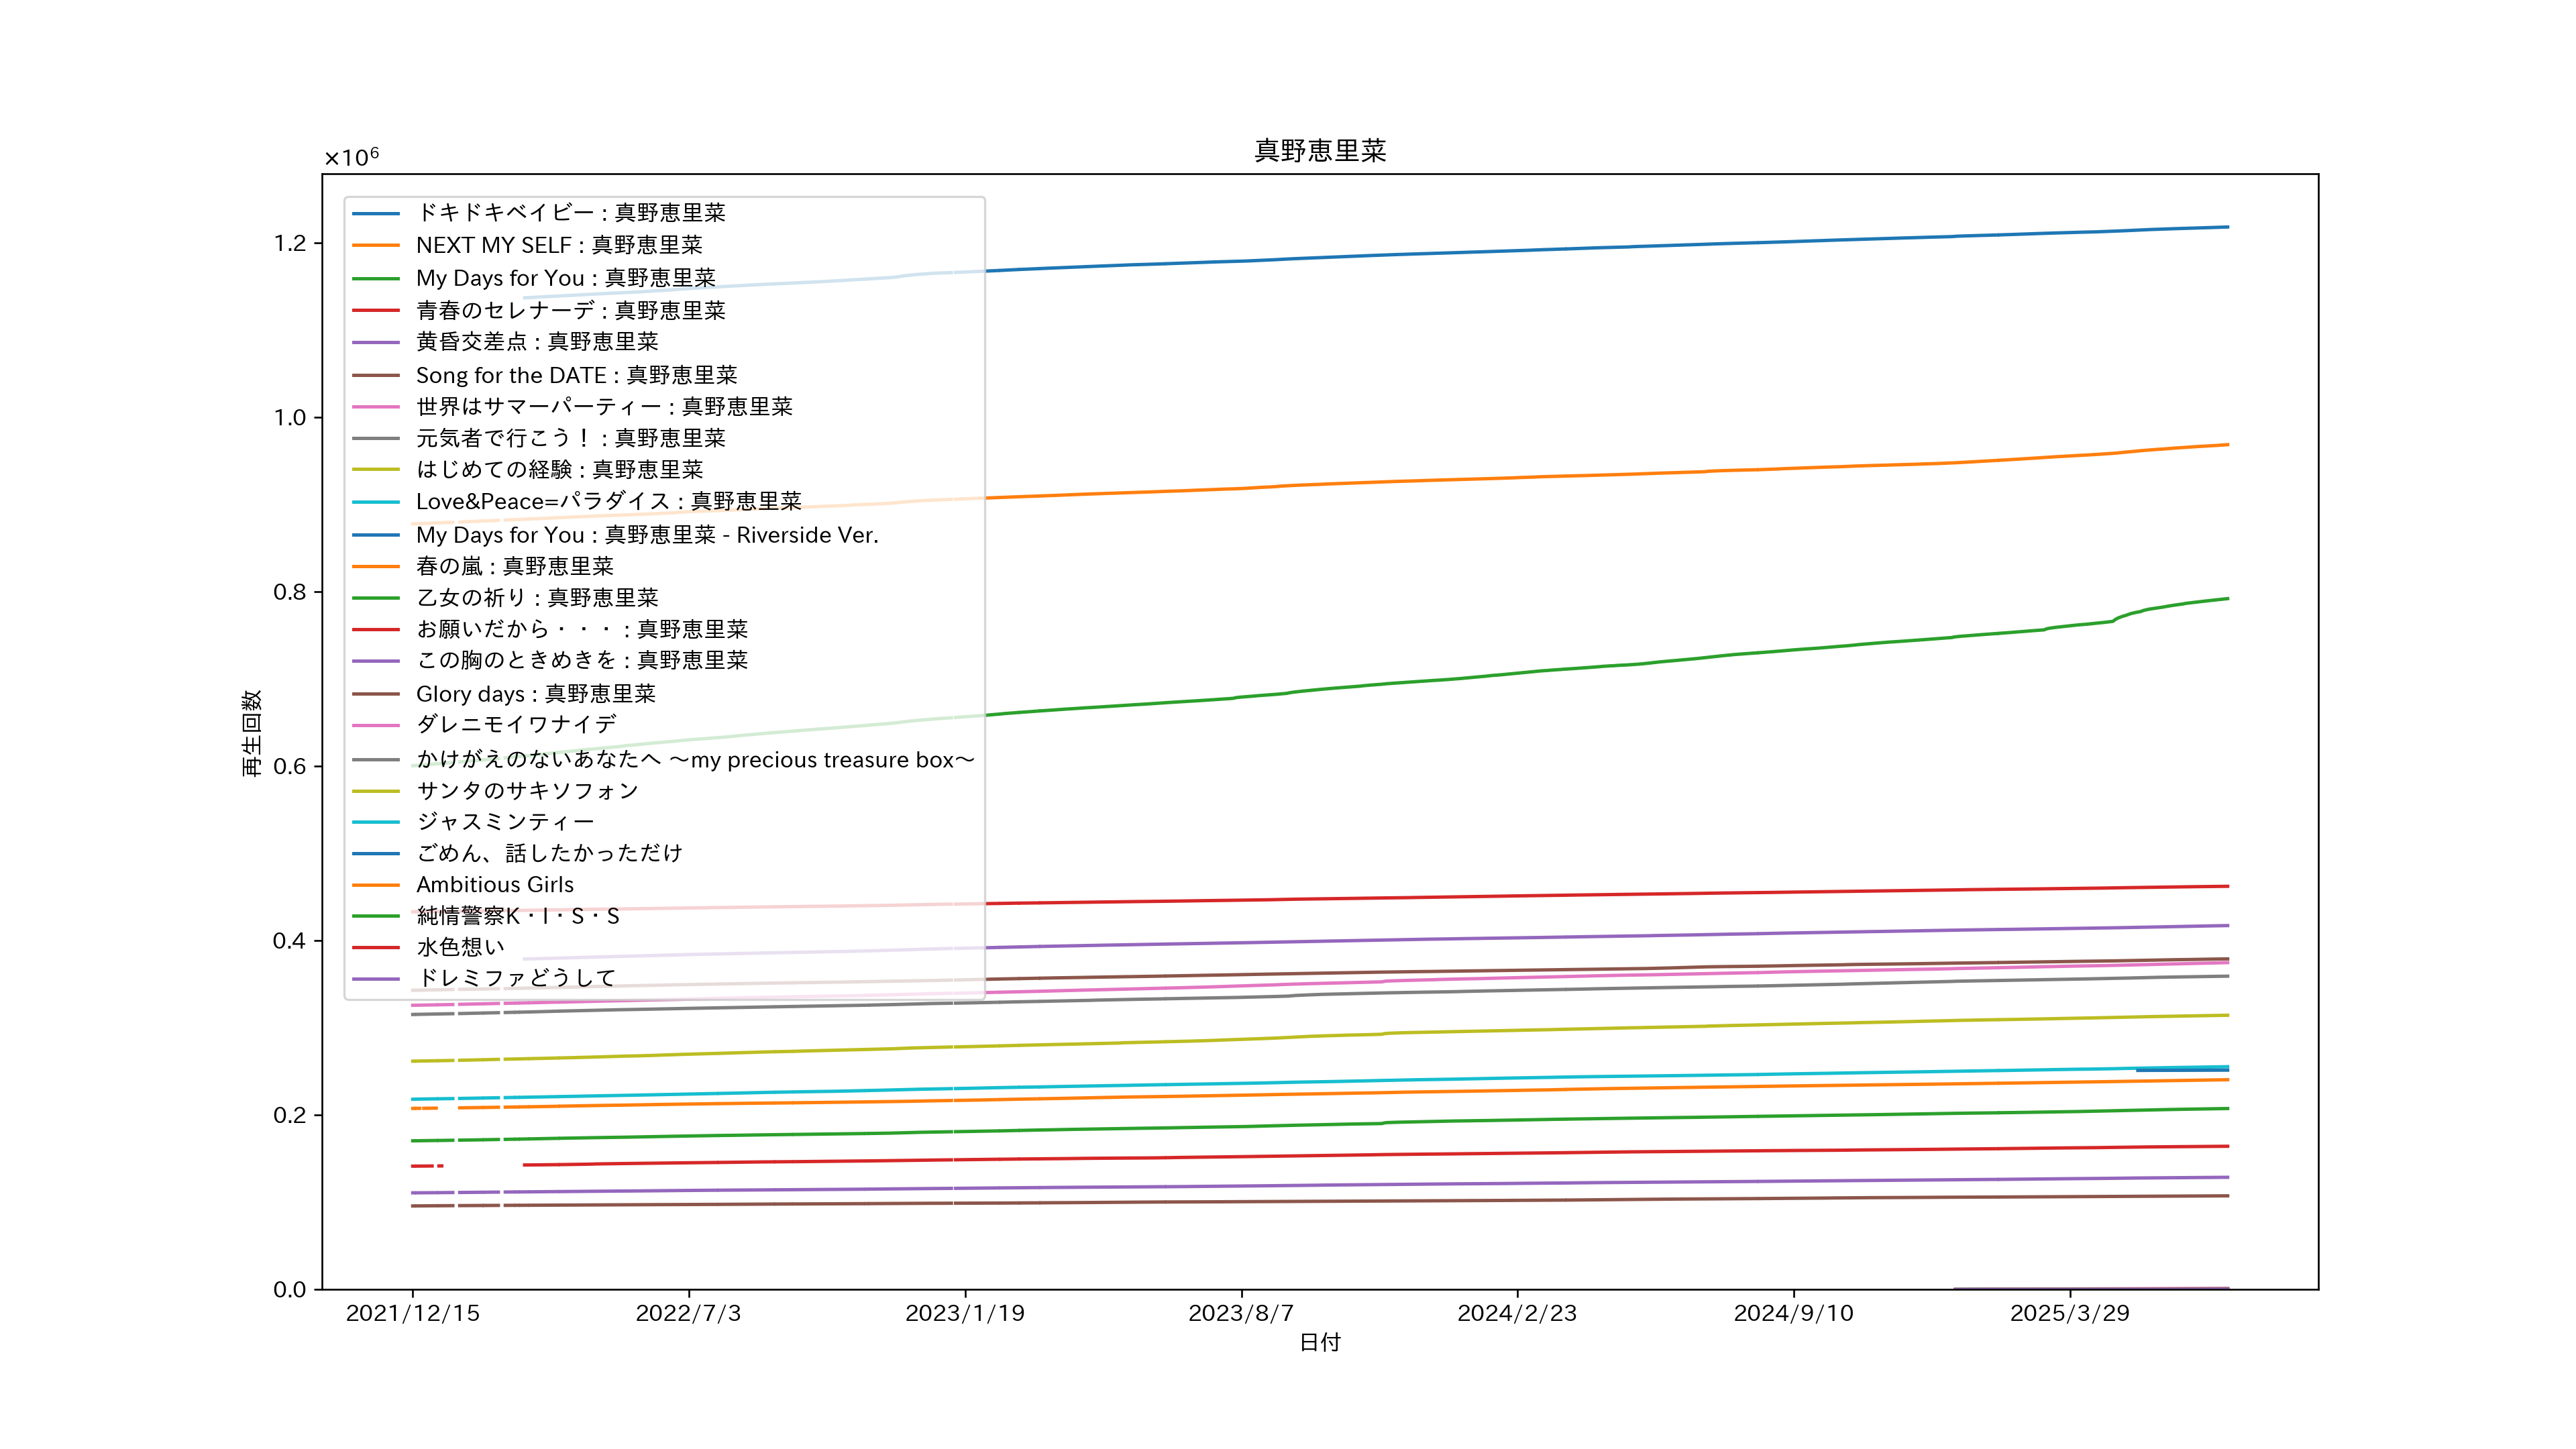 真野恵里菜
×10⁶
再生回数
1.2
1.0
0.8
0.6
0.4
0.2
0.0
ドキドキベイビー : 真野恵里菜
NEXT MY SELF : 真野恵里菜
My Days for You : 真野恵里菜
青春のセレナーデ : 真野恵里菜
黄昏交差点 : 真野恵里菜
Song for the DATE : 真野恵里菜
世界はサマーパーティー : 真野恵里菜
元気者で行こう！ : 真野恵里菜
はじめての経験 : 真野恵里菜
Love&Peace=パラダイス : 真野恵里菜
My Days for You : 真野恵里菜 - Riverside Ver.
春の嵐 : 真野恵里菜
乙女の祈り : 真野恵里菜
お願いだから・・・ : 真野恵里菜
この胸のときめきを : 真野恵里菜
Glory days : 真野恵里菜
ダレニモイワナイデ
かけがえのないあなたへ 〜my precious treasure box〜
サンタのサキソフォン
ジャスミンティー
ごめん、話したかっただけ
Ambitious Girls
純情警察K・I・S・S
水色想い
ドレミファどうして
2021/12/15
2022/7/3
2023/1/19
2023/8/7
2024/2/23
2024/9/10
2025/3/29
日付